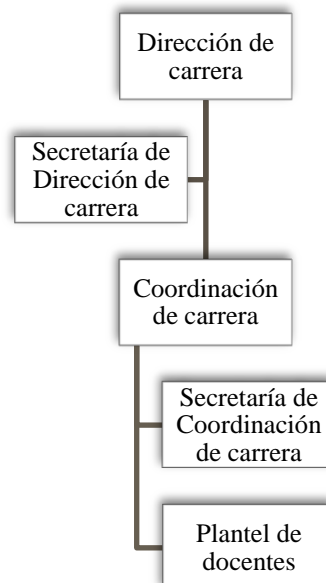 Dirección de
carrera
Secretaría de
Dirección de
carrera
Coordinación
de carrera
Secretaría de
Coordinación
de carrera
Plantel de
docentes